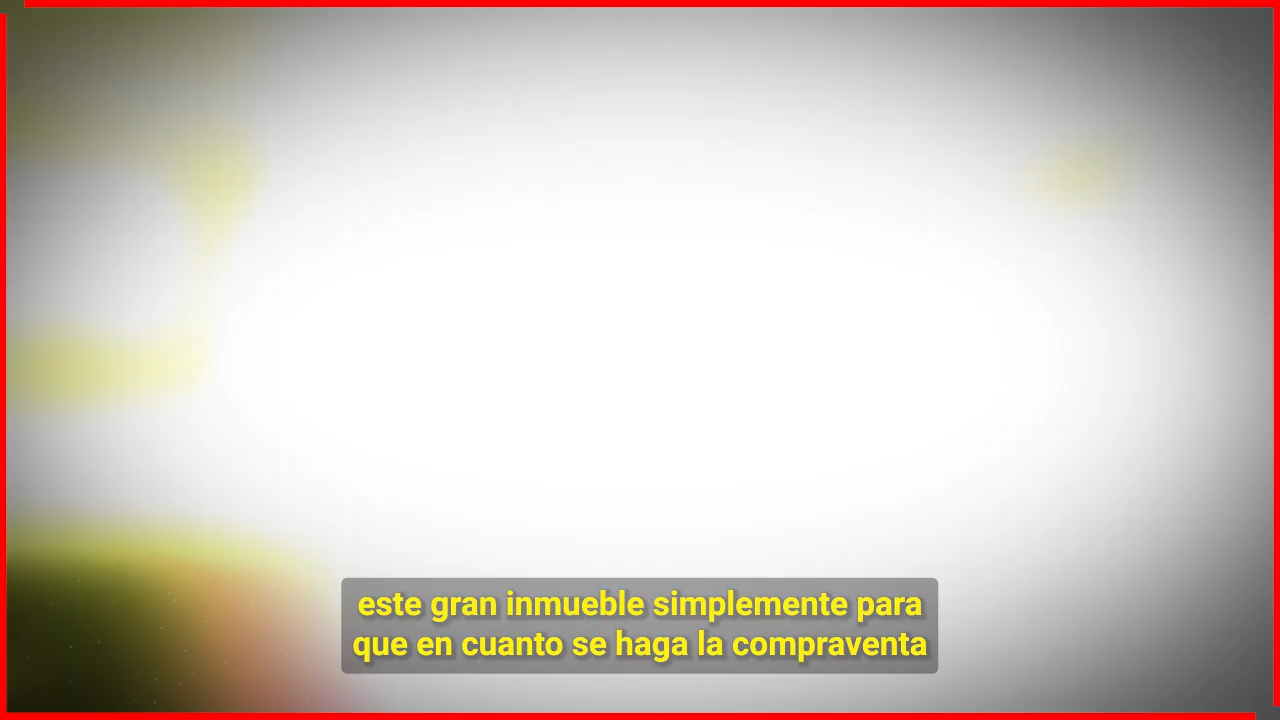 este gran inmueble simplemente para
que en cuanto se haga la compraventa